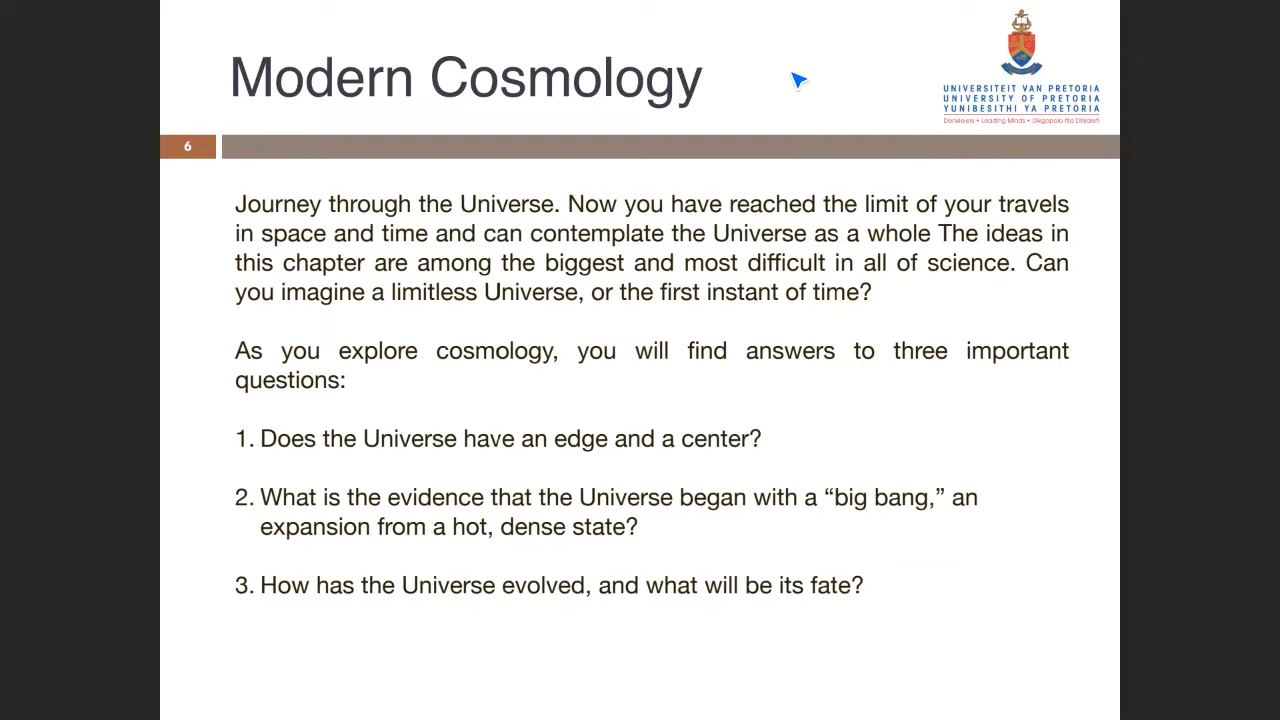 Modern Cosmology
UNIVERSITEIT VAN PRETORIA
UNIVERSITY OF PRETORIA
YUNIBESITHI YA PRETORIA
Denkleiers • Leading Minds • Dikgopolo tša Dihlalefi
6
Journey through the Universe. Now you have reached the limit of your travels
in space and time and can contemplate the Universe as a whole The ideas in
this chapter are among the biggest and most difficult in all of science. Can
you imagine a limitless Universe, or the first instant of time?
As you explore cosmology, you will find answers to three important
questions:
1. Does the Universe have an edge and a center?
2. What is the evidence that the Universe began with a “big bang,” an
expansion from a hot, dense state?
3. How has the Universe evolved, and what will be its fate?